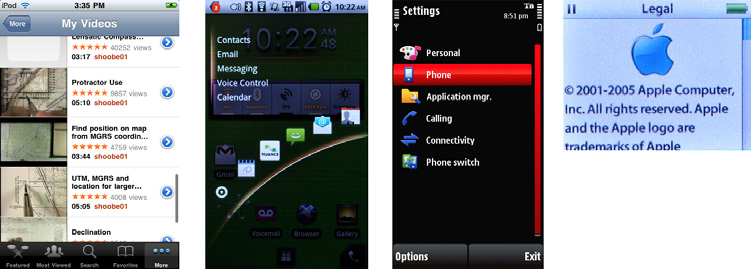 iPod 5:35 PM
More
My Videos
Lensatic Compass...
40252 views
03:17 shoobe01
Protractor Use
9857 views
05:10 shoobe01
Find position on map
from MGRS coordin...
4759 views
03:44 shoobe01
UTM, MGRS and
location for larger...
4008 views
05:05 shoobe01
Declination
Featured
Most Viewed
Search
Favorites
More
10:22 AM
10:22 AM
48
Contacts
Email
Messaging
Voice Control
Calendar
NUANCE
Gmail
Voicemail
Browser
Gallery
Settings
8:51 pm
Personal
Phone
Application mgr.
Calling
Connectivity
Phone switch
Options
Exit
Legal
© 2001-2005 Apple Computer,
Inc. All rights reserved. Apple
and the Apple logo are
trademarks of Apple